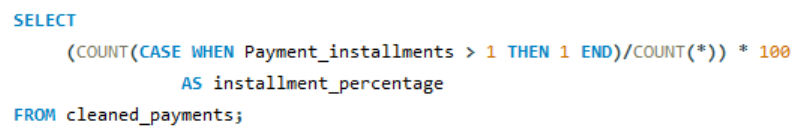 SELECT
(COUNT(CASE WHEN Payment_installments > 1 THEN 1 END)/COUNT(*)) * 100
AS installment_percentage
FROM cleaned_payments;